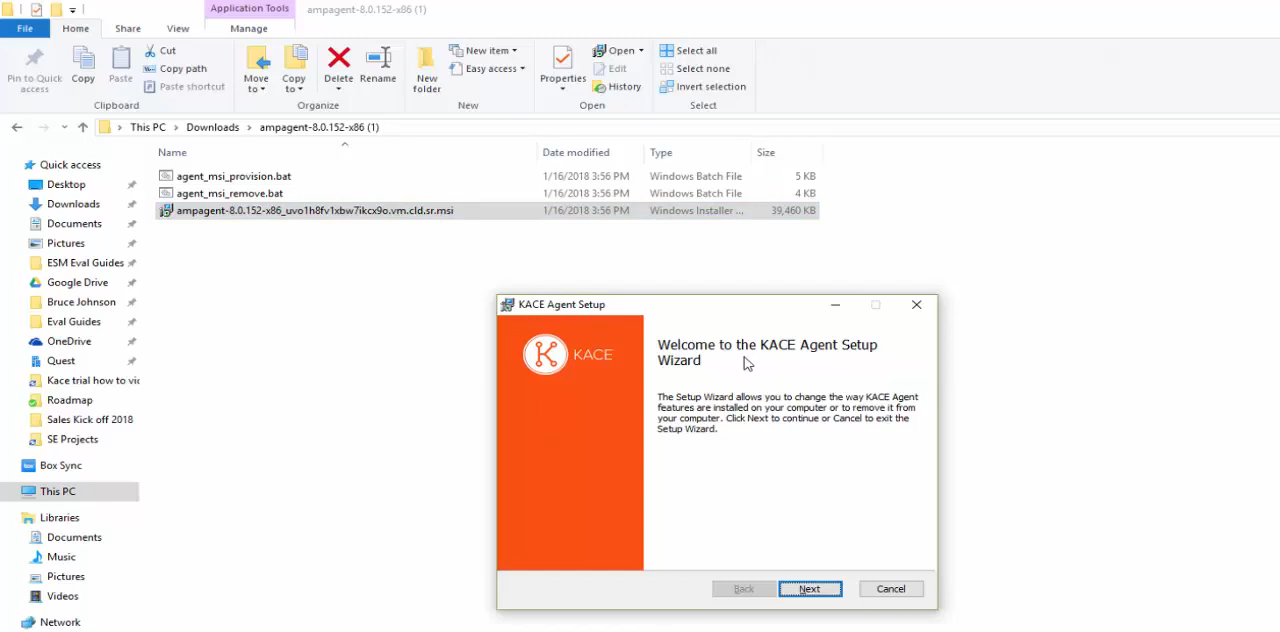 Application Tools
ampagent-8.0.152-x86 (1)
File
Home
Share
View
Manage
Pin to Quick access
Copy
Paste
Cut
Copy path
Paste shortcut
Clipboard
Move to
Copy to
Delete
Rename
Organize
New folder
New item
Easy access
New
Properties
Open
Edit
History
Open
Select all
Select none
Invert selection
Select
This PC > Downloads > ampagent-8.0.152-x86 (1)
Name
Date modified
Type
Size
agent_msi_provision.bat 1/16/2018 3:56 PM Windows Batch File 5 KB
agent_msi_remove.bat 1/16/2018 3:56 PM Windows Batch File 4 KB
ampagent-8.0.152-x86_uvo1h8fv1xbw7ikcx9o.vm.cld.sr.msi 1/16/2018 3:56 PM Windows Installer ... 39,460 KB
Quick access
Desktop
Downloads
Documents
Pictures
ESM Eval Guides
Google Drive
Bruce Johnson
Eval Guides
OneDrive
Quest
Kace trial how to vic
Roadmap
Sales Kick off 2018
SE Projects
Box Sync
This PC
Libraries
Documents
Music
Pictures
Videos
Network
KACE Agent Setup
KACE
Welcome to the KACE Agent Setup
Wizard
The Setup Wizard allows you to change the way KACE Agent
features are installed on your computer or to remove it from
your computer. Click Next to continue or Cancel to exit the
Setup Wizard.
Back
Next
Cancel